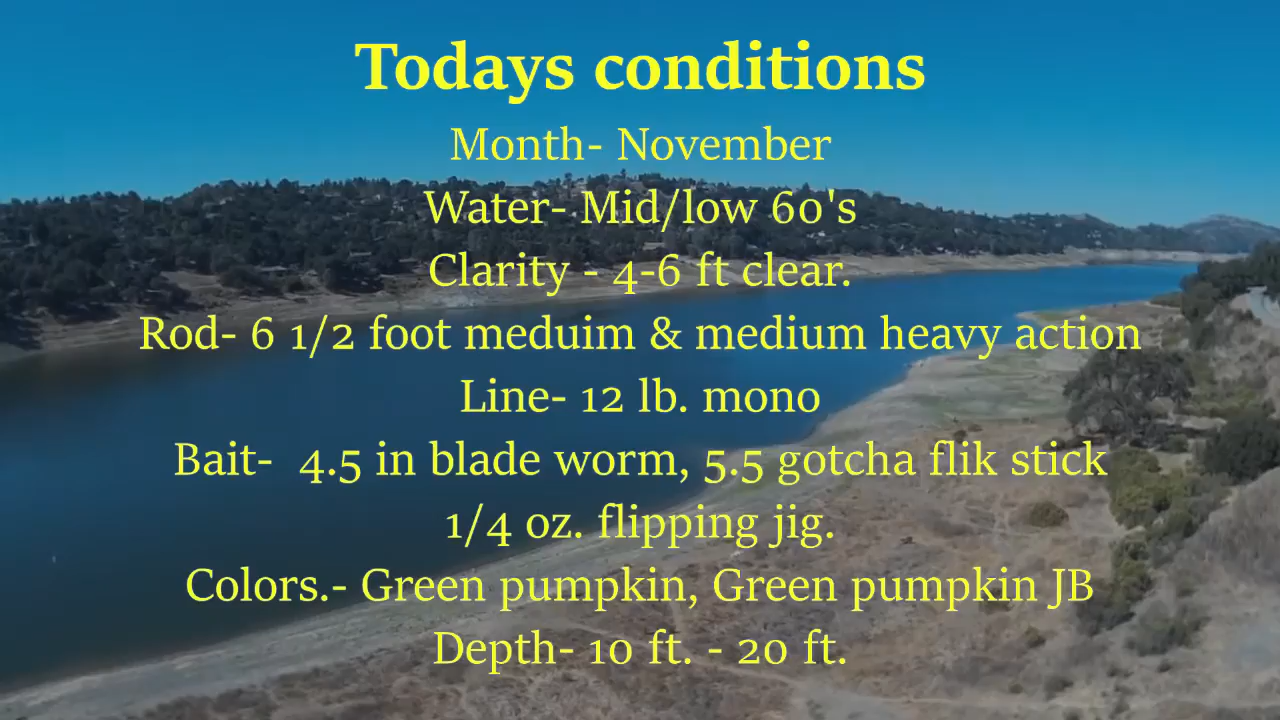 Todays conditions
Month- November
Water- Mid/low 60's
Clarity - 4-6 ft clear.
Rod- 6 1/2 foot meduim & medium heavy action
Line- 12 lb. mono
Bait-  4.5 in blade worm, 5.5 gotcha flik stick
1/4 oz. flipping jig.
Colors.- Green pumpkin, Green pumpkin JB
Depth- 10 ft. - 20 ft.